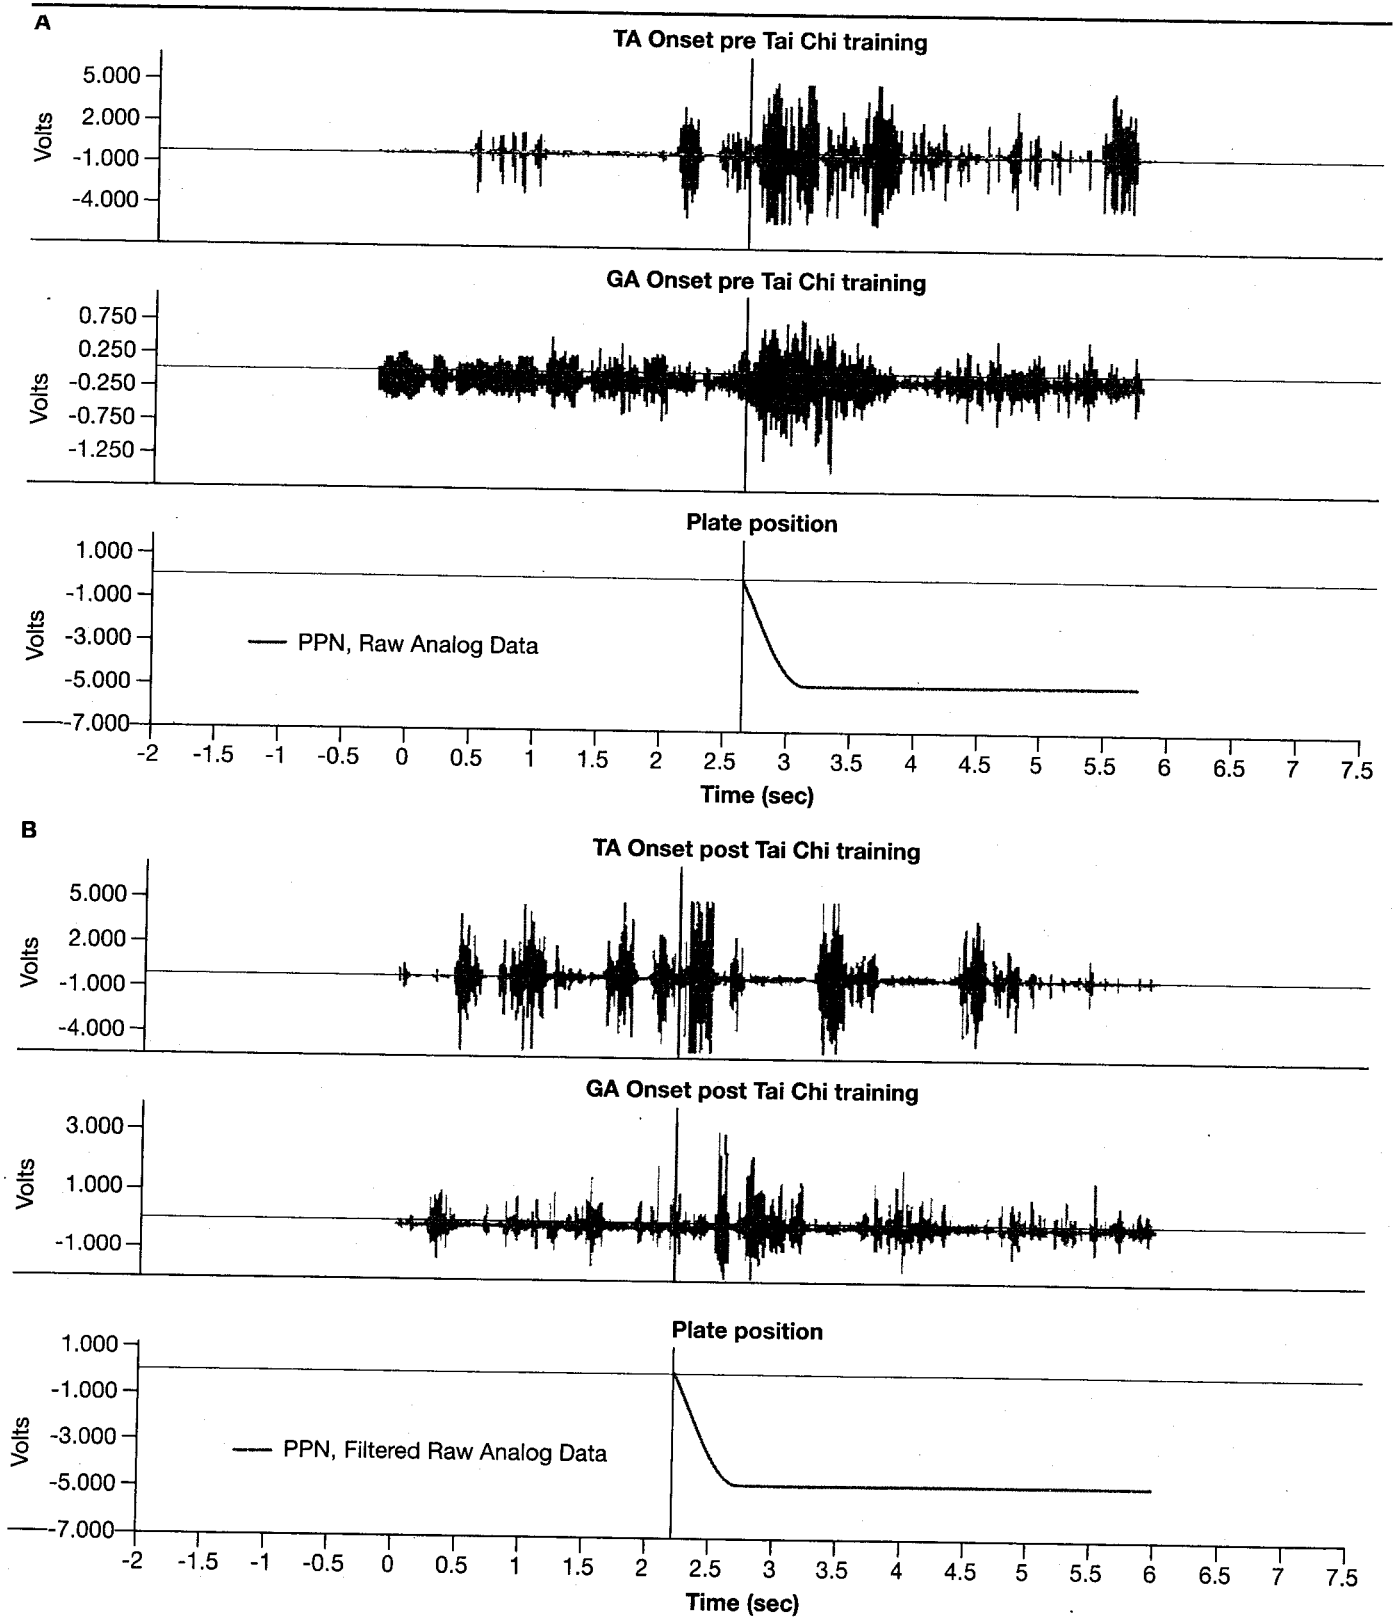 A
TA Onset pre Tai Chi training
5.000
2.000
-1.000
-4.000
Volts
GA Onset pre Tai Chi training
0.750
0.250
-0.250
-0.750
-1.250
Volts
Plate position
1.000
-1.000
-3.000
-5.000
-7.000
Volts
PPN, Raw Analog Data
-2 -1.5 -1 -0.5 0 0.5 1 1.5 2 2.5 3 3.5 4 4.5 5 5.5 6 6.5 7 7.5
Time (sec)
B
TA Onset post Tai Chi training
5.000
2.000
-1.000
-4.000
Volts
GA Onset post Tai Chi training
3.000
1.000
-1.000
Volts
Plate position
1.000
-1.000
-3.000
-5.000
-7.000
Volts
PPN, Filtered Raw Analog Data
-2 -1.5 -1 -0.5 0 0.5 1 1.5 2 2.5 3 3.5 4 4.5 5 5.5 6 6.5 7 7.5
Time (sec)